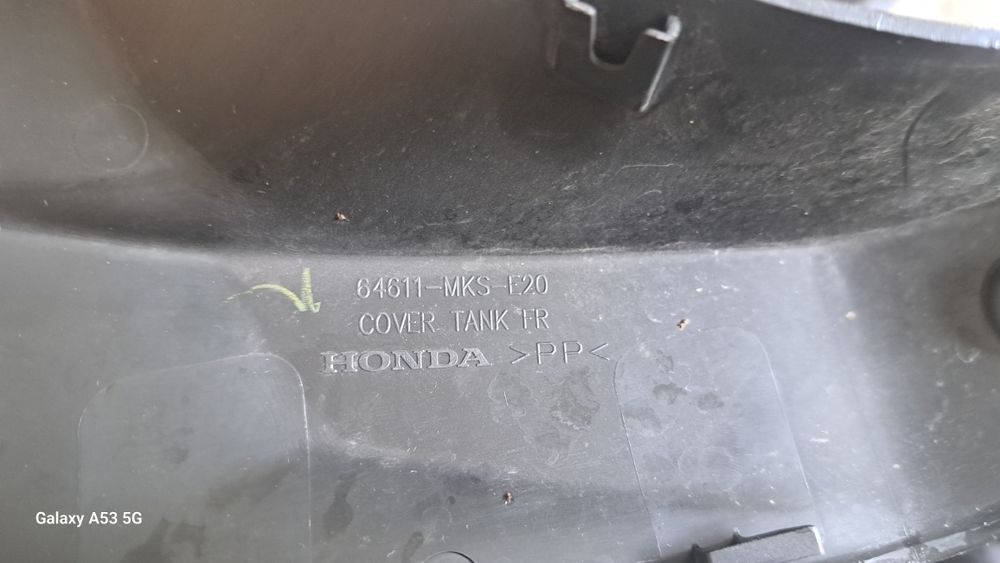 64611-MKS-E20
COVER TANK FR
HONDA >PP<
Galaxy A53 5G